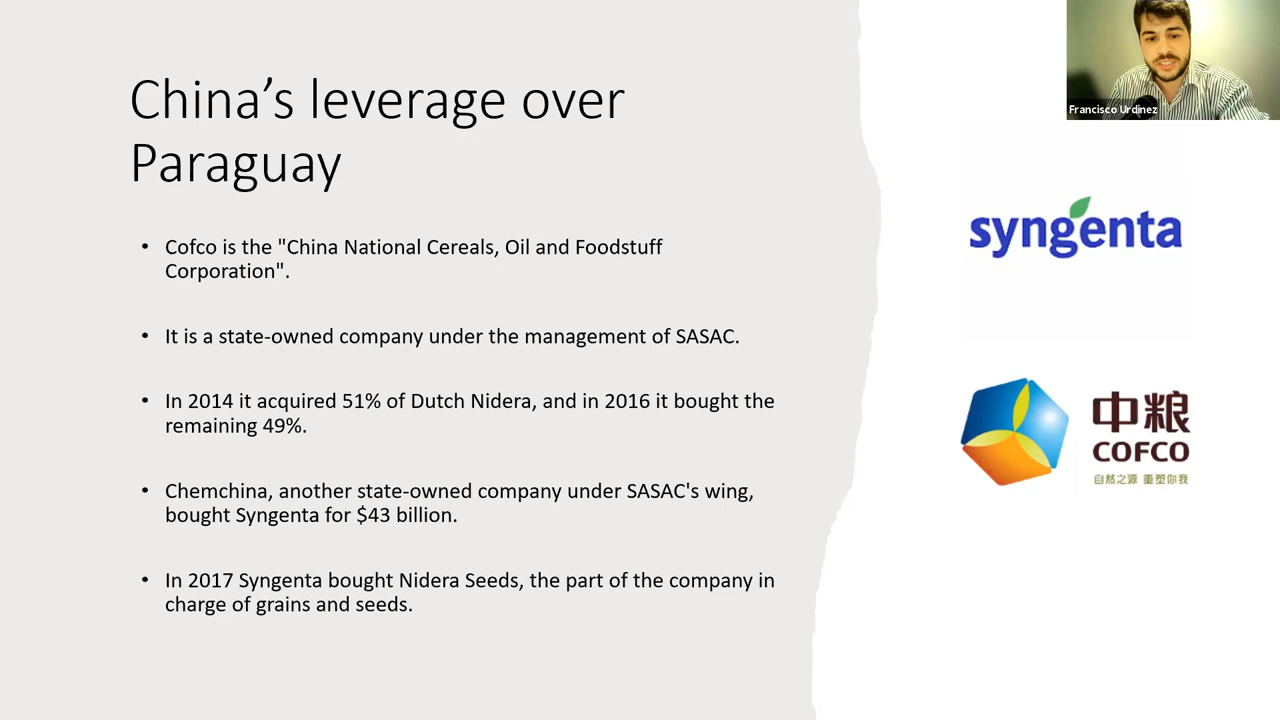 China's leverage over
Paraguay
• Cofco is the "China National Cereals, Oil and Foodstuff
Corporation".
• It is a state-owned company under the management of SASAC.
• In 2014 it acquired 51% of Dutch Nidera, and in 2016 it bought the
remaining 49%.
• Chemchina, another state-owned company under SASAC's wing,
bought Syngenta for $43 billion.
• In 2017 Syngenta bought Nidera Seeds, the part of the company in
charge of grains and seeds.
Francisco Urdinez
syngenta
中粮
COFCO
自然之源 重塑你我